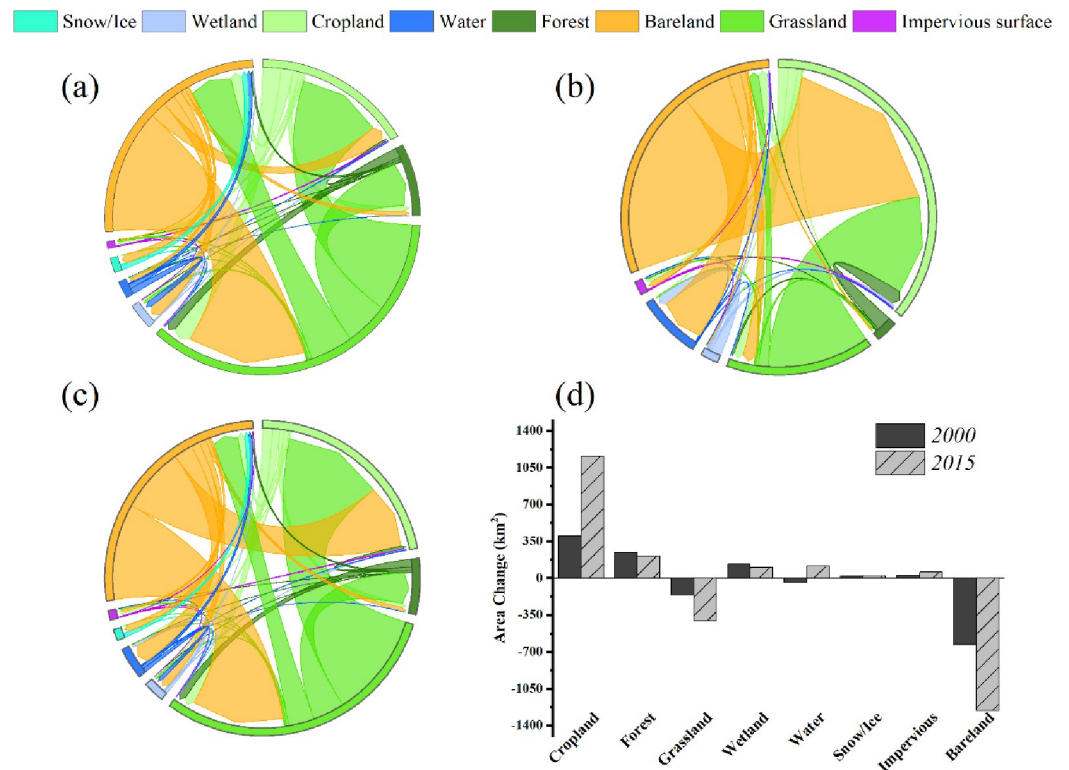 Snow/Ice Wetland Cropland Water Forest Bareland Grassland Impervious surface
(a)
(b)
(c)
(d)
2000
2015
Area Change (km²)
1400
1050
700
350
0
-350
-700
-1050
-1400
Cropland
Forest
Grassland
Wetland
Water
Snow/Ice
Impervious
Bareland